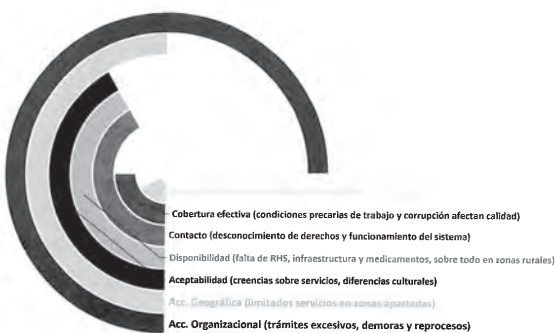 Cobertura efectiva (condiciones precarias de trabajo y corrupción afectan calidad)
Contacto (desconocimiento de derechos y funcionamiento del sistema)
Disponibilidad (falta de RHS, infraestructura y medicamentos, sobre todo en zonas rurales)
Aceptabilidad (creencias sobre servicios, diferencias culturales)
Acc. Geográfica (limitados servicios en zonas apartadas)
Acc. Organizacional (trámites excesivos, demoras y reprocesos)